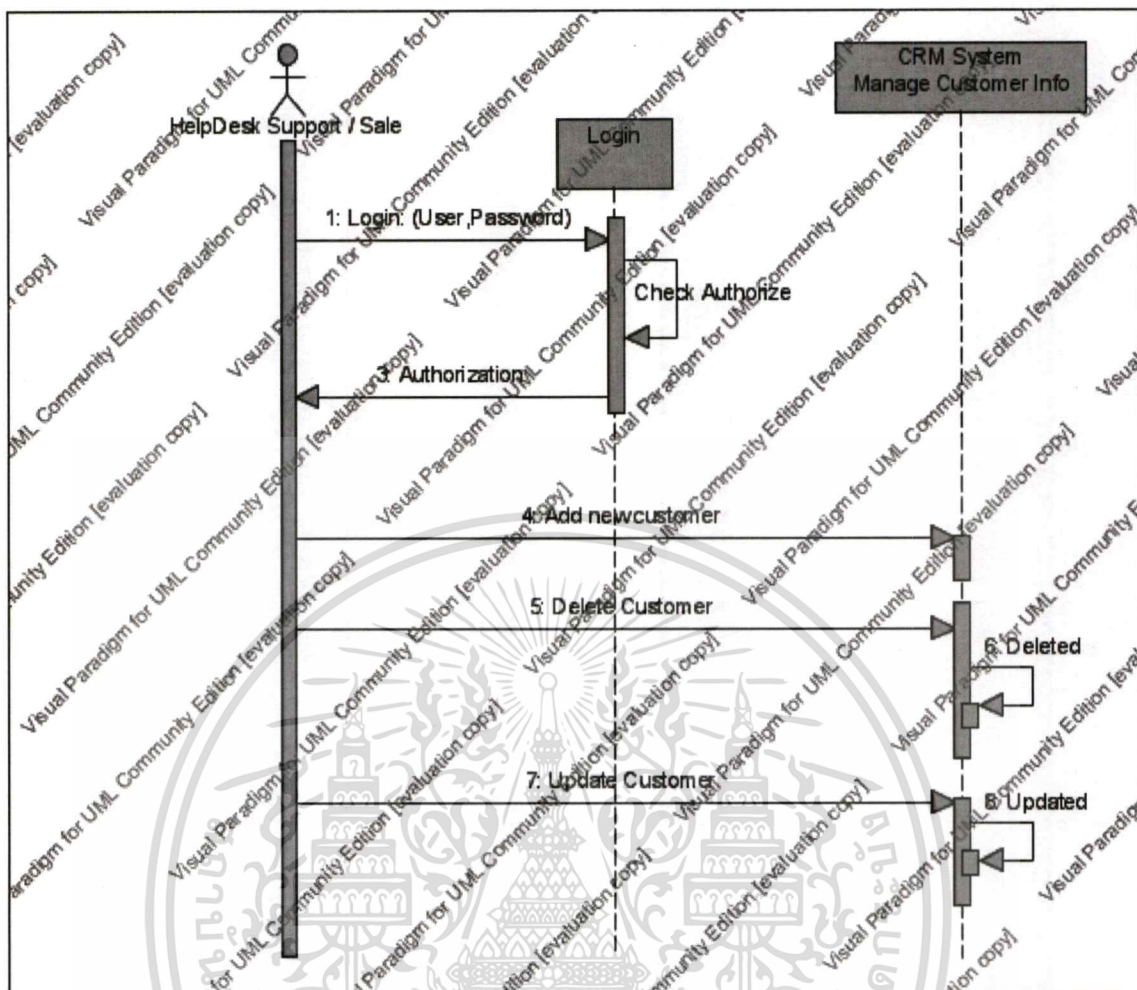 CRM System
Manage Customer Info
HelpDesk Support / Sale
Login
1: Login: (User,Password)
Check Authorize
3: Authorization
4: Add newcustomer
5: Delete Customer
6: Deleted
7: Update Customer
8: Updated
Visual Paradigm for UML Community Edition [evaluation copy]